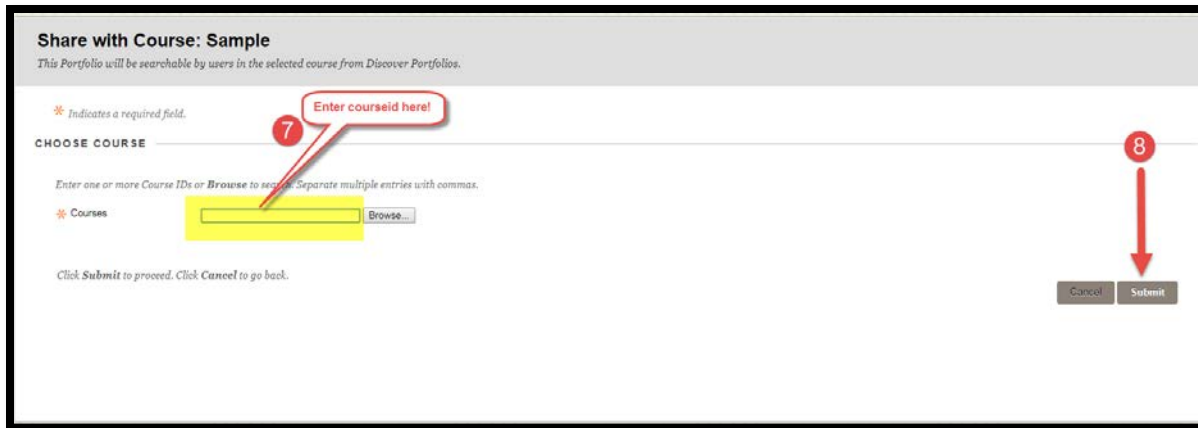 Share with Course: Sample
This Portfolio will be searchable by users in the selected course from Discover Portfolios.
* Indicates a required field.
Enter courseid here!
7
CHOOSE COURSE
8
Enter one or more Course IDs or Browse to search. Separate multiple entries with commas.
* Courses
Browse...
Click Submit to proceed. Click Cancel to go back.
Cancel
Submit